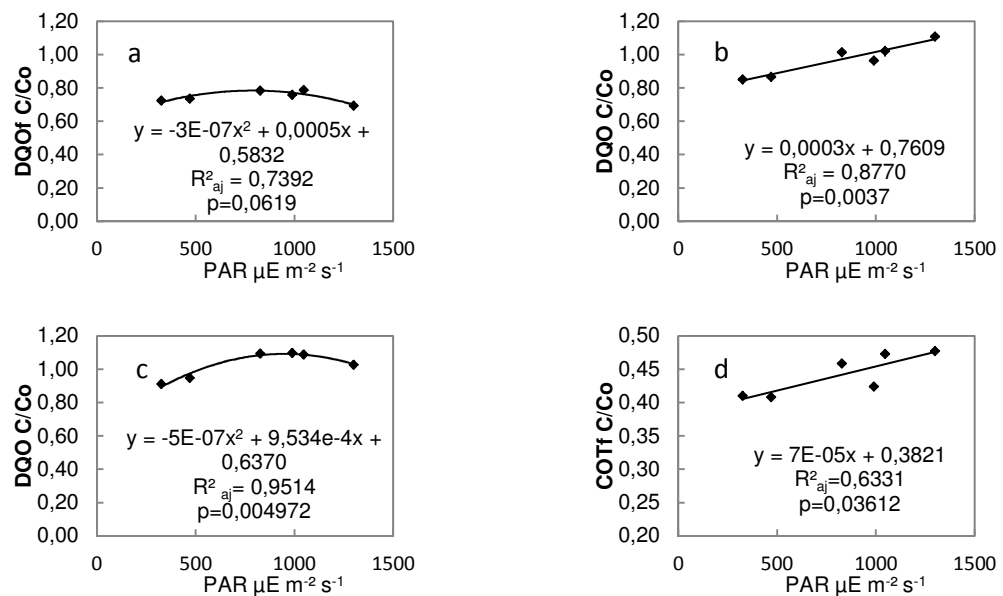 a
DQOf C/Co
1,20
1,00
0,80
0,60
0,40
0,20
0,00
y = -3E-07x² + 0,0005x +
0,5832
R²aj = 0,7392
p=0,0619
0 500 1000 1500
PAR µE m⁻² s⁻¹
b
DQO C/Co
1,20
1,00
0,80
0,60
0,40
0,20
0,00
y = 0,0003x + 0,7609
R²aj = 0,8770
p=0,0037
0 500 1000 1500
PAR µE m⁻² s⁻¹
c
DQO C/Co
1,20
1,00
0,80
0,60
0,40
0,20
0,00
y = -5E-07x² + 9,534e-4x +
0,6370
R² aj= 0,9514
p=0,004972
0 500 1000 1500
PAR µE m⁻² s⁻¹
d
COTf C/Co
0,50
0,45
0,40
0,35
0,30
0,25
0,20
y = 7E-05x + 0,3821
R²aj=0,6331
p=0,03612
0 500 1000 1500
PAR µE m⁻² s⁻¹